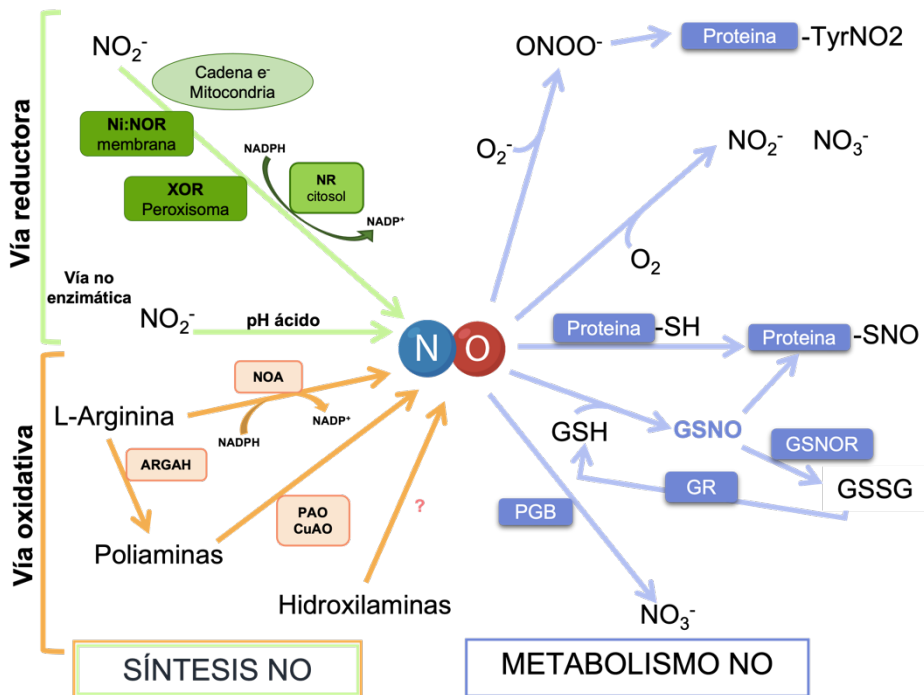 Vía reductora
NO₂⁻
Cadena e⁻
Mitocondria
Ni:NOR
membrana
XOR
Peroxisoma
NADPH
NR
citosol
NADP⁺
Vía no
enzimática
NO₂⁻
pH ácido
Vía oxidativa
L-Arginina
NOA
NADPH
NADP⁺
ARGAH
Poliaminas
PAO
CuAO
?
Hidroxilaminas
SÍNTESIS NO
N O
ONOO⁻
Proteina -TyrNO2
O₂⁻
NO₂⁻ NO₃⁻
O₂
Proteina -SH
Proteina -SNO
GSH
GSNO
GSNOR
GR
GSSG
PGB
NO₃⁻
METABOLISMO NO